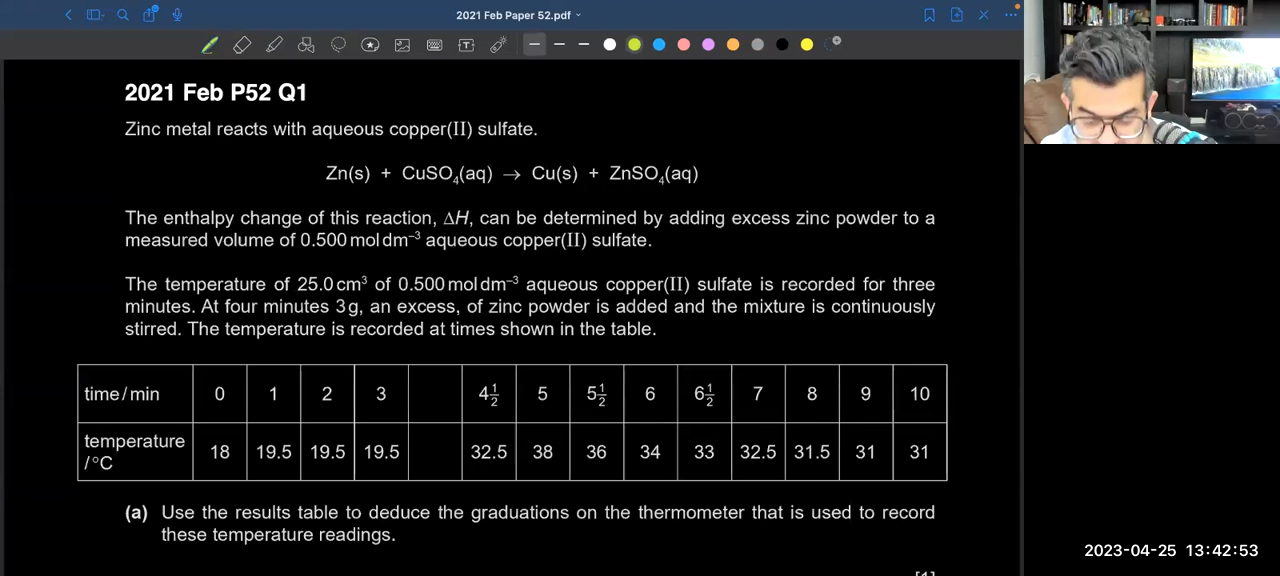 2021 Feb Paper 52.pdf
2021 Feb P52 Q1
Zinc metal reacts with aqueous copper(II) sulfate.
Zn(s) + CuSO₄(aq) → Cu(s) + ZnSO₄(aq)
The enthalpy change of this reaction, ΔH, can be determined by adding excess zinc powder to a
measured volume of 0.500 mol dm⁻³ aqueous copper(II) sulfate.
The temperature of 25.0 cm³ of 0.500 mol dm⁻³ aqueous copper(II) sulfate is recorded for three
minutes. At four minutes 3 g, an excess, of zinc powder is added and the mixture is continuously
stirred. The temperature is recorded at times shown in the table.
time / min 0 1 2 3 4½ 5 5½ 6 6½ 7 8 9 10
temperature
/ °C 18 19.5 19.5 19.5 32.5 38 36 34 33 32.5 31.5 31 31
(a) Use the results table to deduce the graduations on the thermometer that is used to record
these temperature readings.
2023-04-25 13:42:53